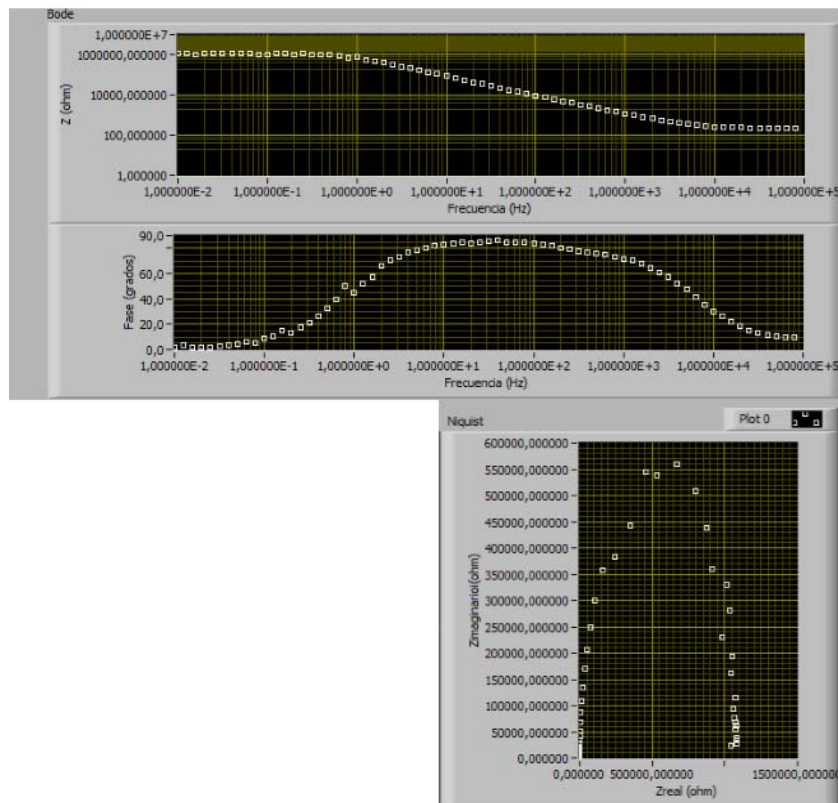 Bode
1,000000E+7
1000000,000000
10000,000000
100,000000
1,000000
Z (ohm)
1,000000E-2 1,000000E-1 1,000000E+0 1,000000E+1 1,000000E+2 1,000000E+3 1,000000E+4 1,000000E+5
Frecuencia (Hz)
90,0
60,0
40,0
20,0
0,0
Fase (grados)
1,000000E-2 1,000000E-1 1,000000E+0 1,000000E+1 1,000000E+2 1,000000E+3 1,000000E+4 1,000000E+5
Frecuencia (Hz)
Niquist
Plot 0
600000,000000
550000,000000
500000,000000
450000,000000
400000,000000
350000,000000
300000,000000
250000,000000
200000,000000
150000,000000
100000,000000
50000,000000
0,000000
Zimaginarioi(ohm)
0,000000 500000,000000 1500000,000000
Zreal (ohm)